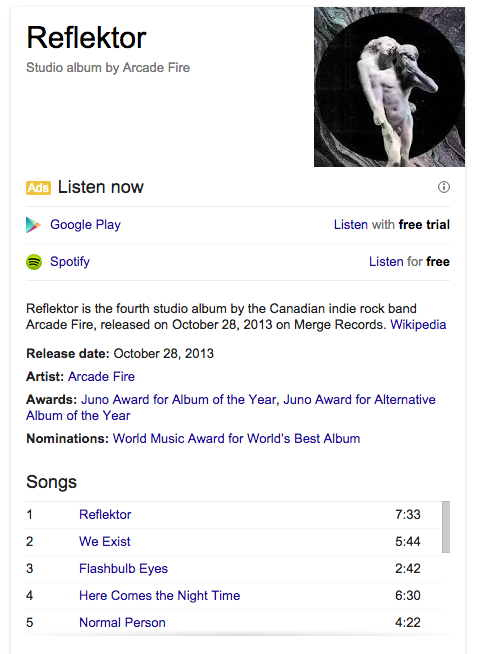 Reflektor
Studio album by Arcade Fire
Ads Listen now
Google Play Listen with free trial
Spotify Listen for free
Reflektor is the fourth studio album by the Canadian indie rock band
Arcade Fire, released on October 28, 2013 on Merge Records. Wikipedia
Release date: October 28, 2013
Artist: Arcade Fire
Awards: Juno Award for Album of the Year, Juno Award for Alternative
Album of the Year
Nominations: World Music Award for World's Best Album
Songs
1 Reflektor 7:33
2 We Exist 5:44
3 Flashbulb Eyes 2:42
4 Here Comes the Night Time 6:30
5 Normal Person 4:22